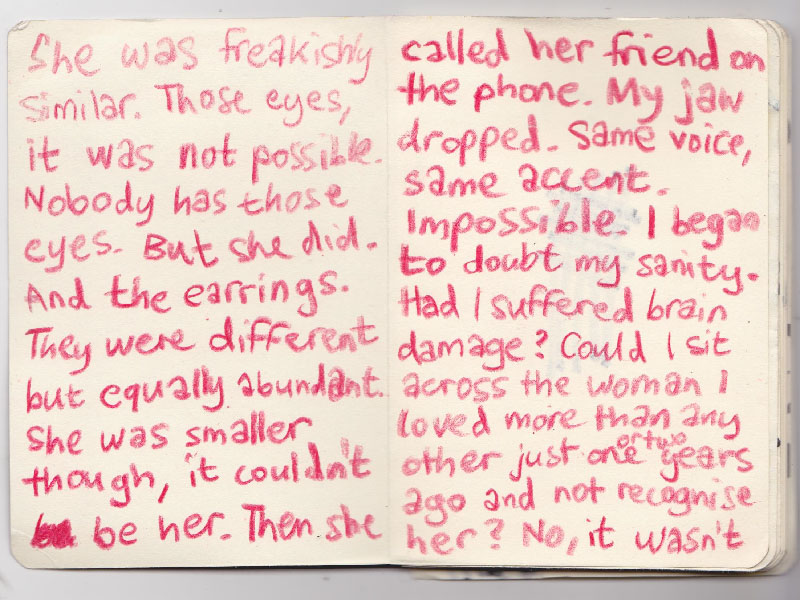 She was freakishly
similar. Those eyes,
it was not possible.
Nobody has those
eyes. But she did.
And the earrings.
They were different
but equally abundant.
She was smaller
though, it couldn't
be her. Then she
called her friend on
the phone. My jaw
dropped. Same voice,
same accent.
Impossible. I began
to doubt my sanity.
Had I suffered brain
damage? Could I sit
across the woman I
loved more than any
or two
other just one years
ago and not recognise
her? No, it wasn't